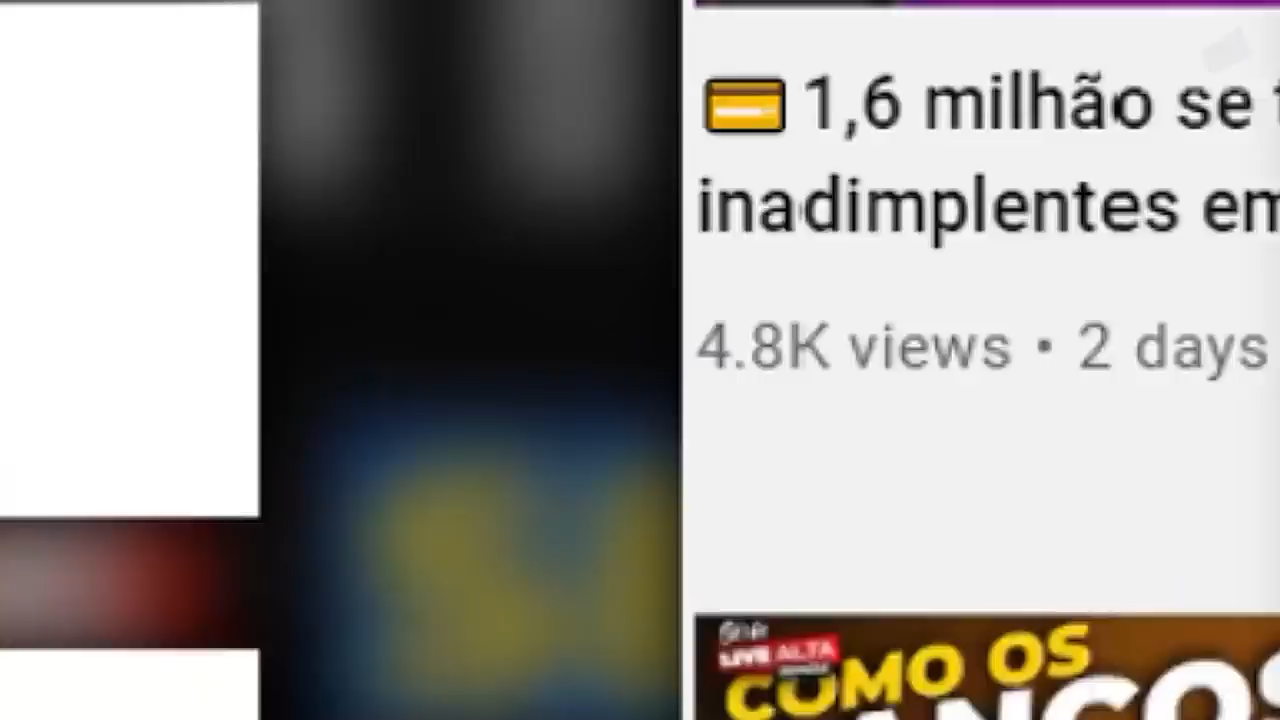 💳 1,6 milhão se
inadimplentes em
4.8K views • 2 days
LIVE ALTA
COMO OS